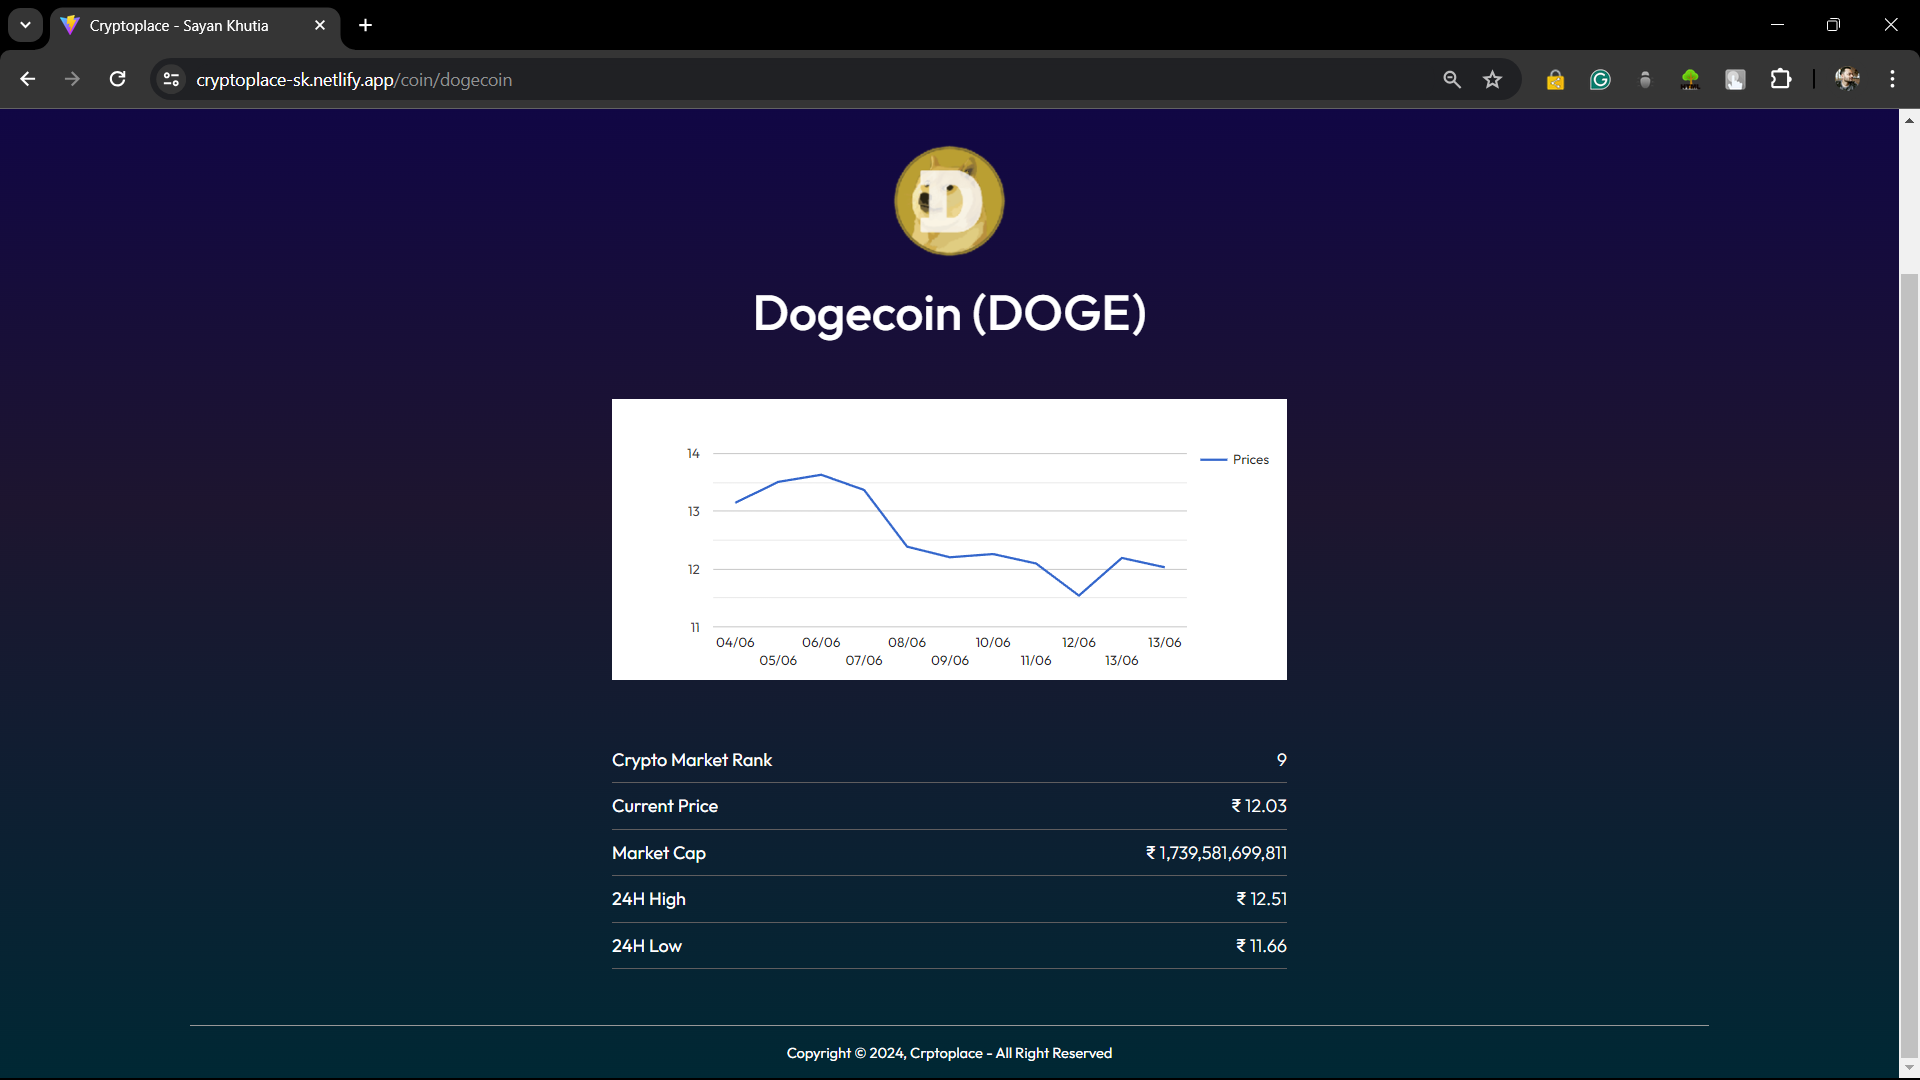 Cryptoplace - Sayan Khutia
cryptoplace-sk.netlify.app/coin/dogecoin
D
Dogecoin (DOGE)
14
Prices
13
12
11
04/06 06/06 08/06 10/06 12/06 13/06
05/06 07/06 09/06 11/06 13/06
Crypto Market Rank 9
Current Price ₹ 12.03
Market Cap ₹ 1,739,581,699,811
24H High ₹ 12.51
24H Low ₹ 11.66
Copyright © 2024, Crptoplace - All Right Reserved